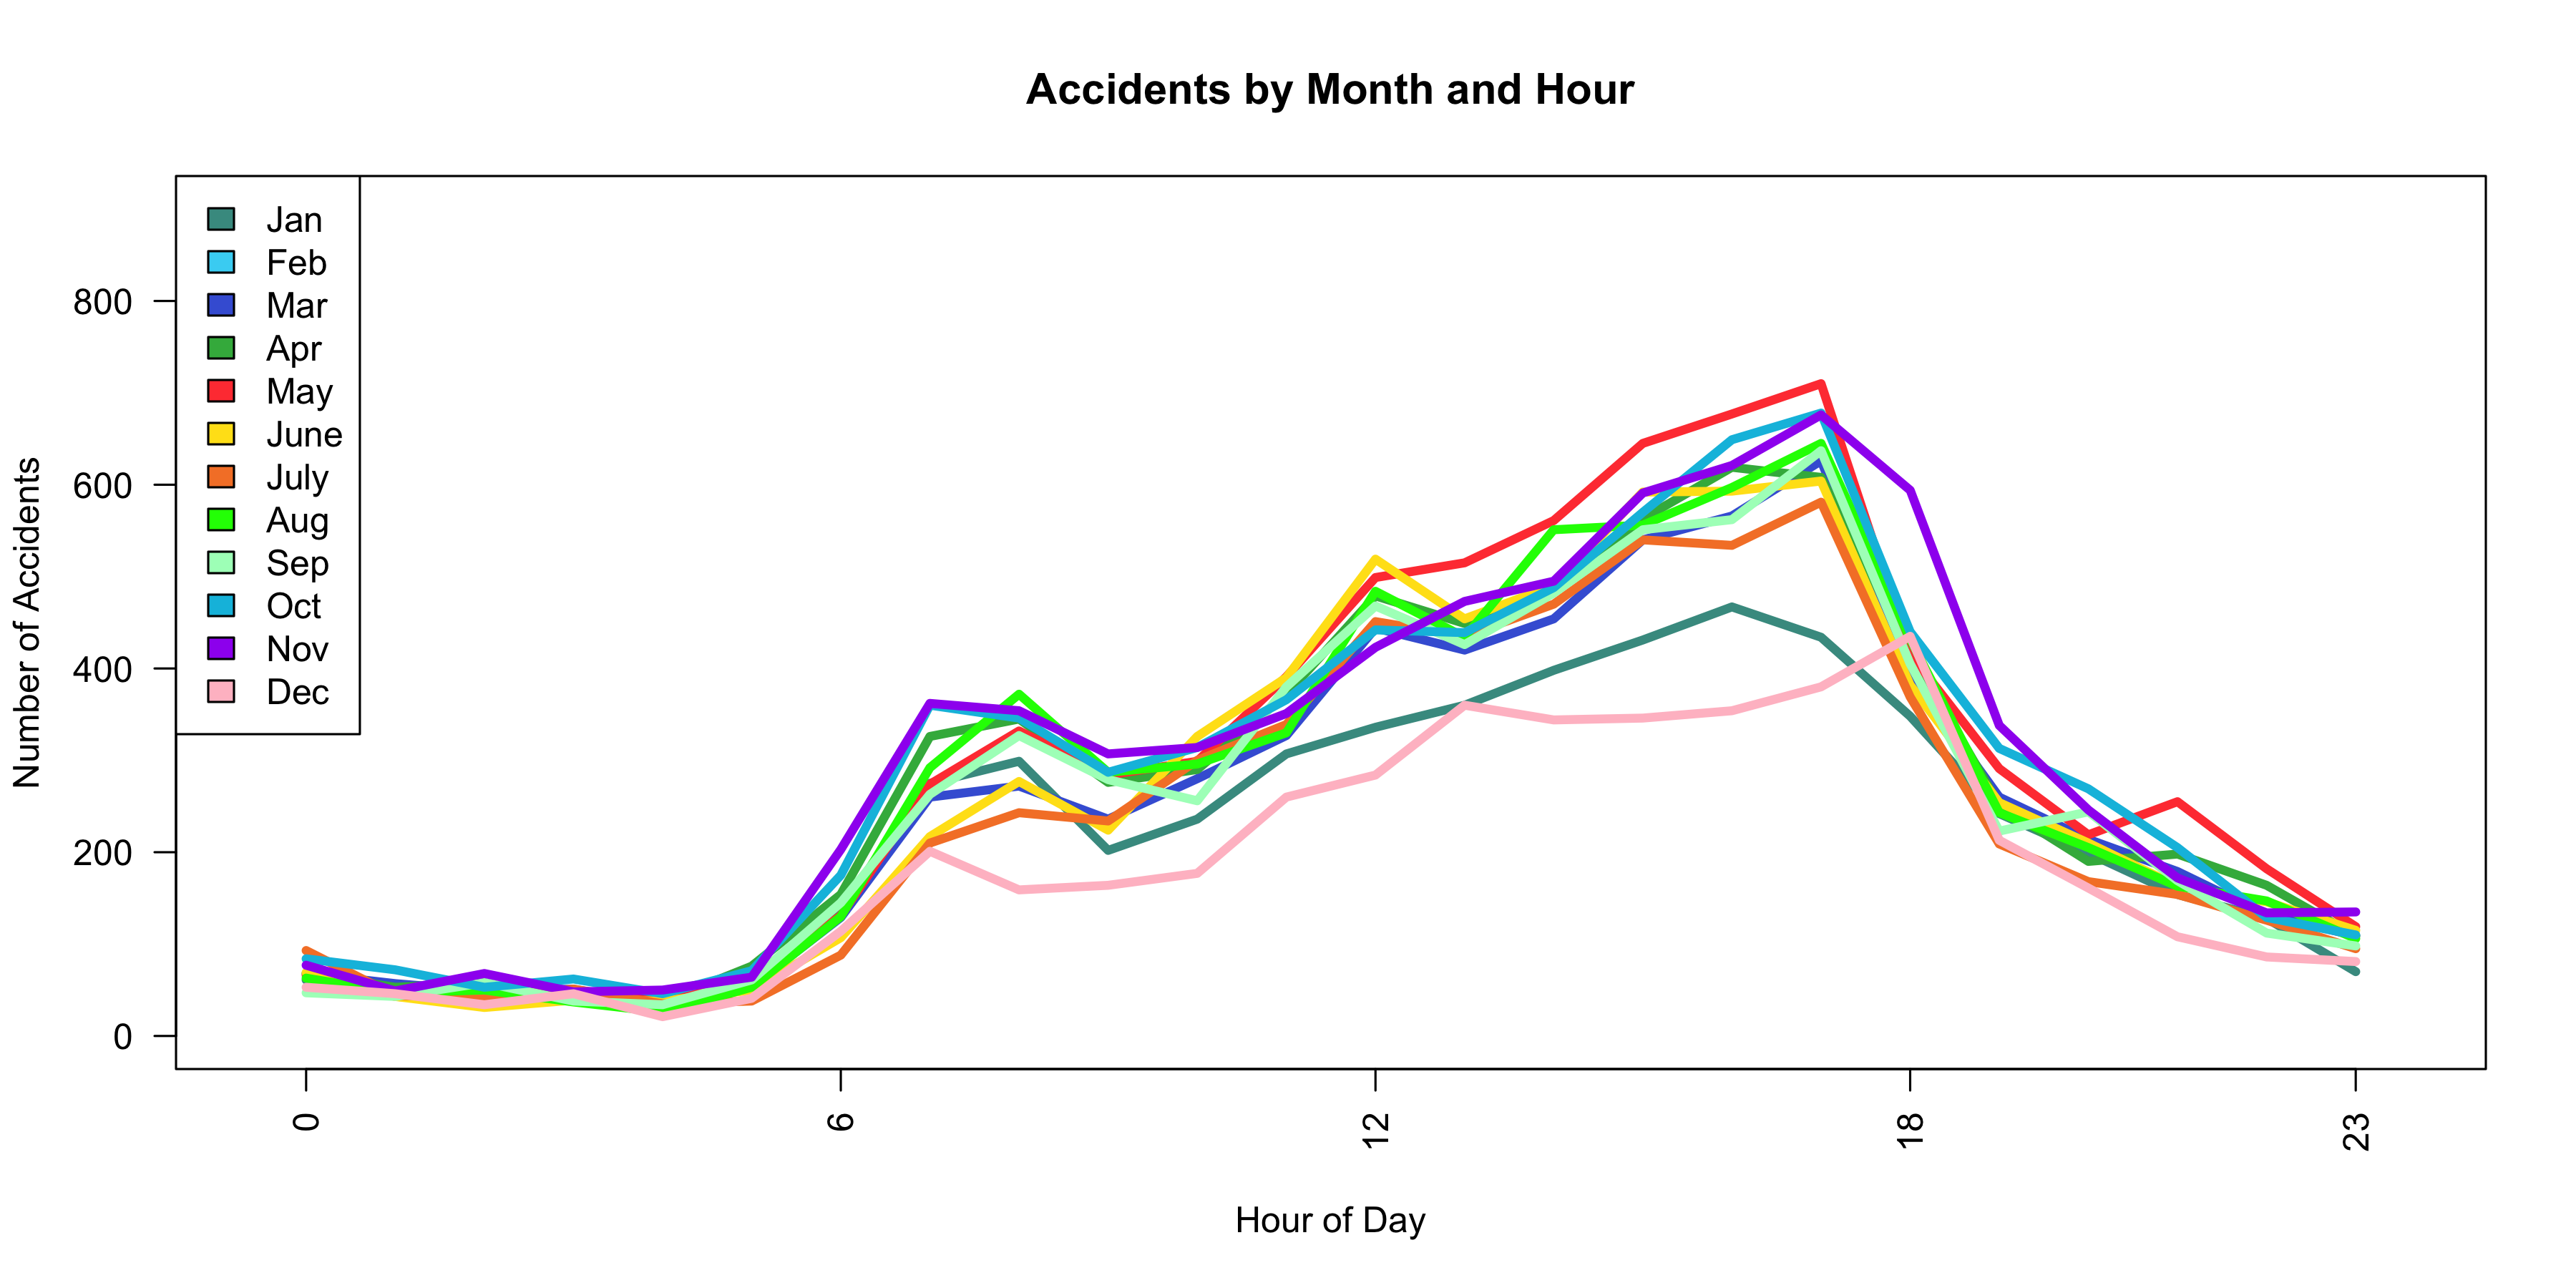 Accidents by Month and Hour
Jan
Feb
Mar
Apr
May
June
July
Aug
Sep
Oct
Nov
Dec
Number of Accidents
800
600
400
200
0
0
6
12
18
23
Hour of Day